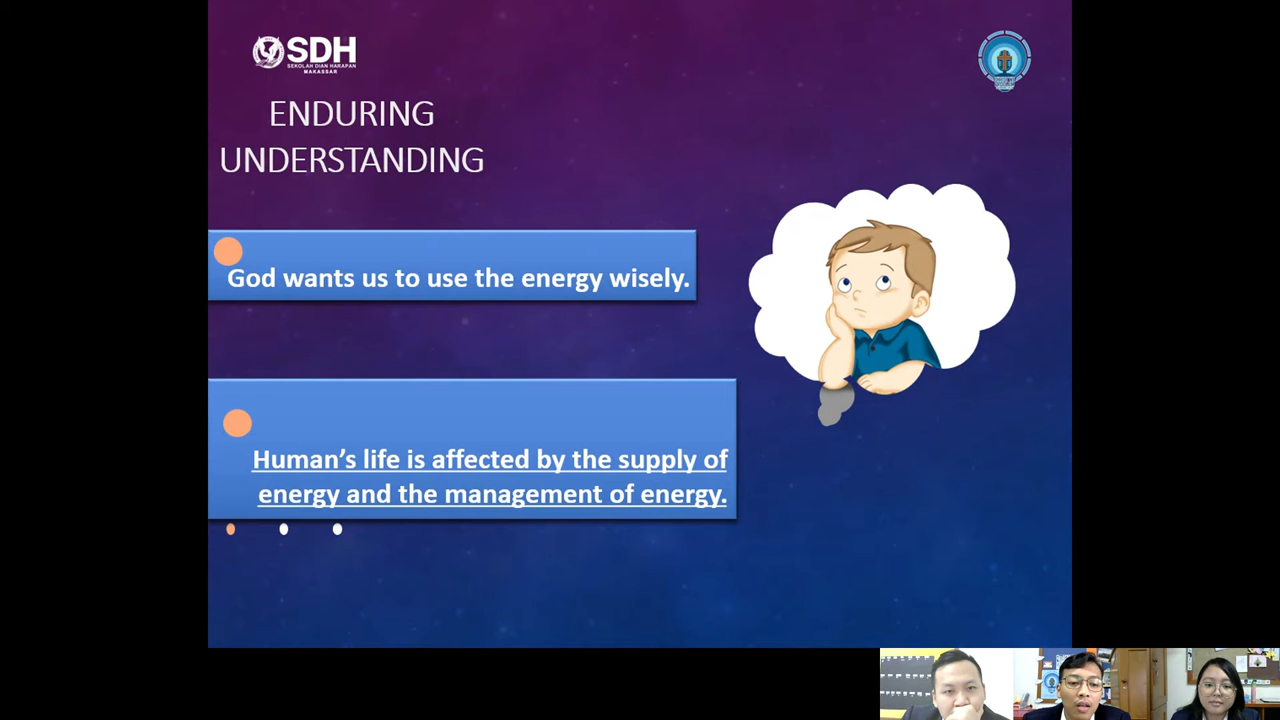 SDH
SEKOLAH DIAN HARAPAN
MAKASSAR
ENDURING
UNDERSTANDING
God wants us to use the energy wisely.
Human’s life is affected by the supply of
energy and the management of energy.